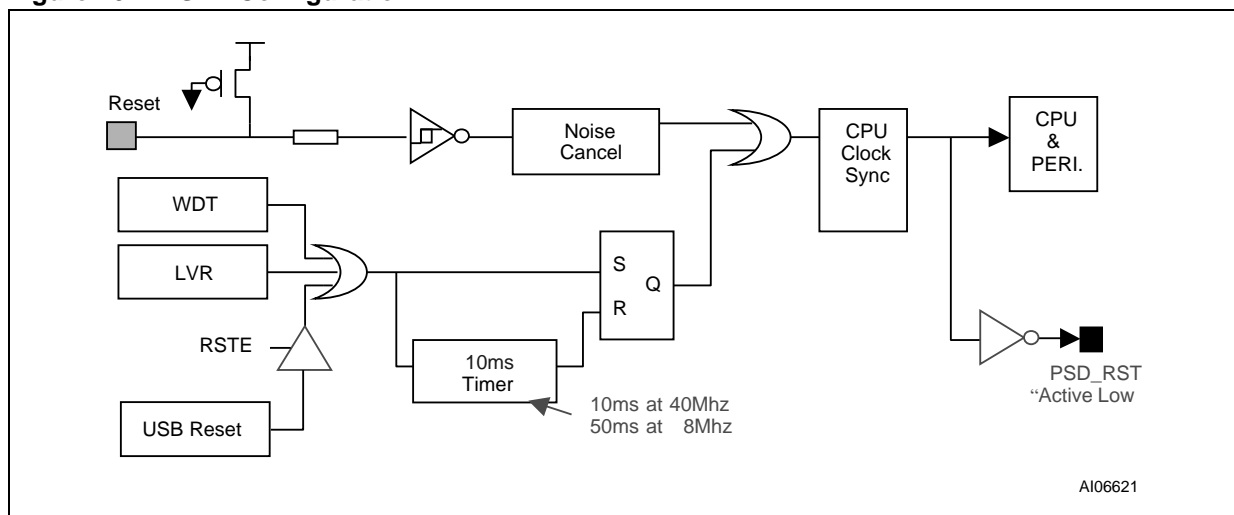 Reset
Noise
Cancel
CPU
Clock
Sync
CPU
&
PERI.
WDT
LVR
S
Q
R
RSTE
10ms
Timer
10ms at 40Mhz
50ms at 8Mhz
USB Reset
PSD_RST
“Active Low
AI06621